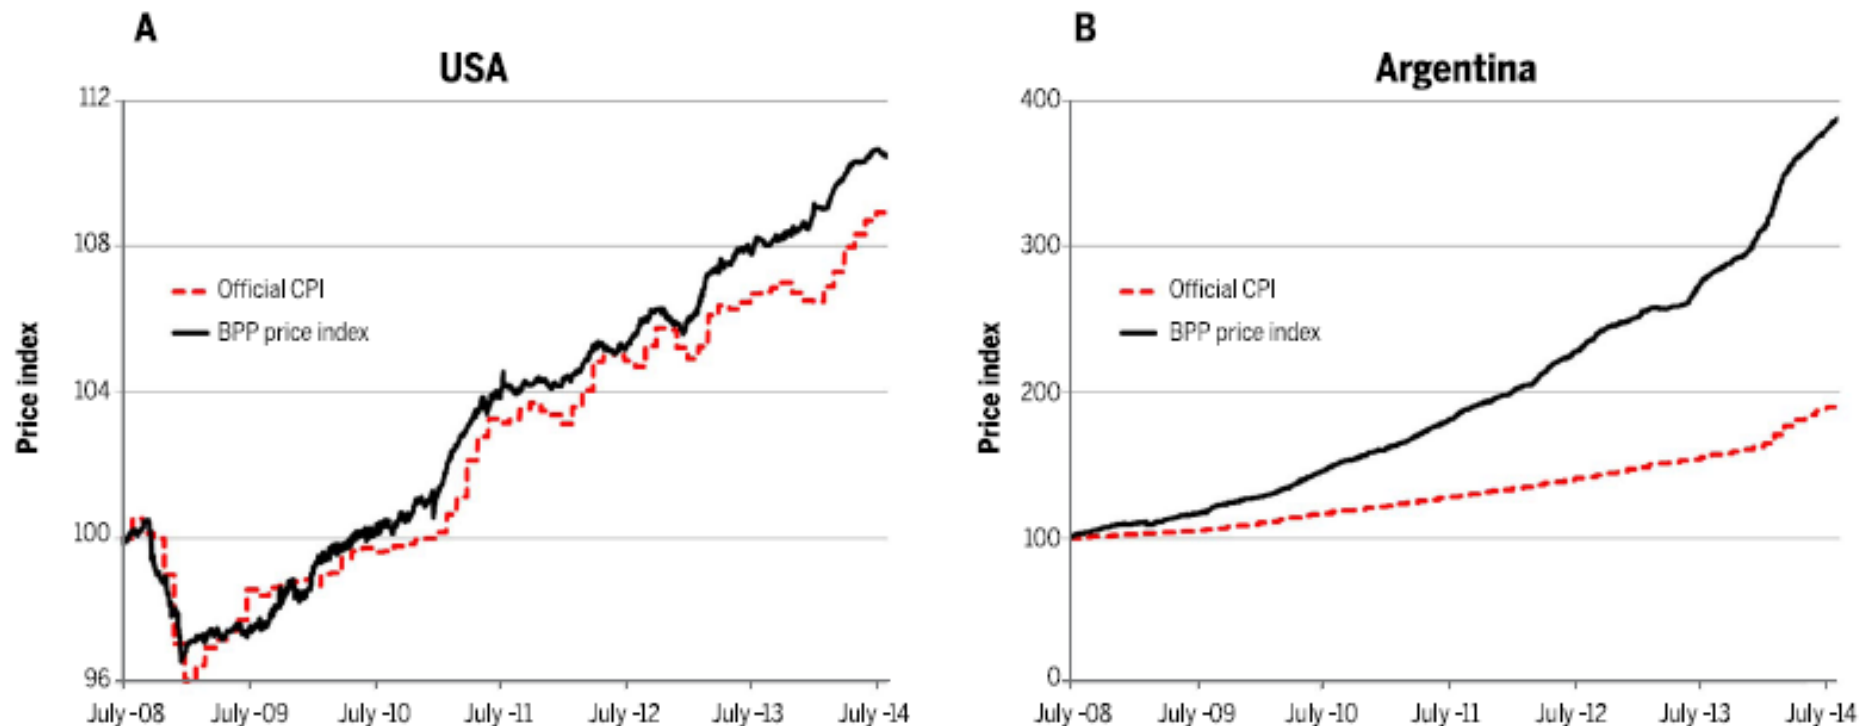 A
USA
Price index
112
108
104
100
96
Official CPI
BPP price index
July -08
July -09
July -10
July -11
July -12
July -13
July -14
B
Argentina
Price index
400
300
200
100
0
Official CPI
BPP price index
July -08
July -09
July -10
July -11
July -12
July -13
July -14